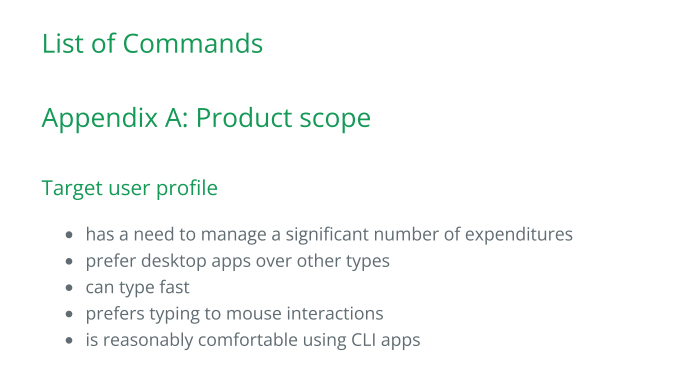 List of Commands
Appendix A: Product scope
Target user profile
• has a need to manage a significant number of expenditures
• prefer desktop apps over other types
• can type fast
• prefers typing to mouse interactions
• is reasonably comfortable using CLI apps